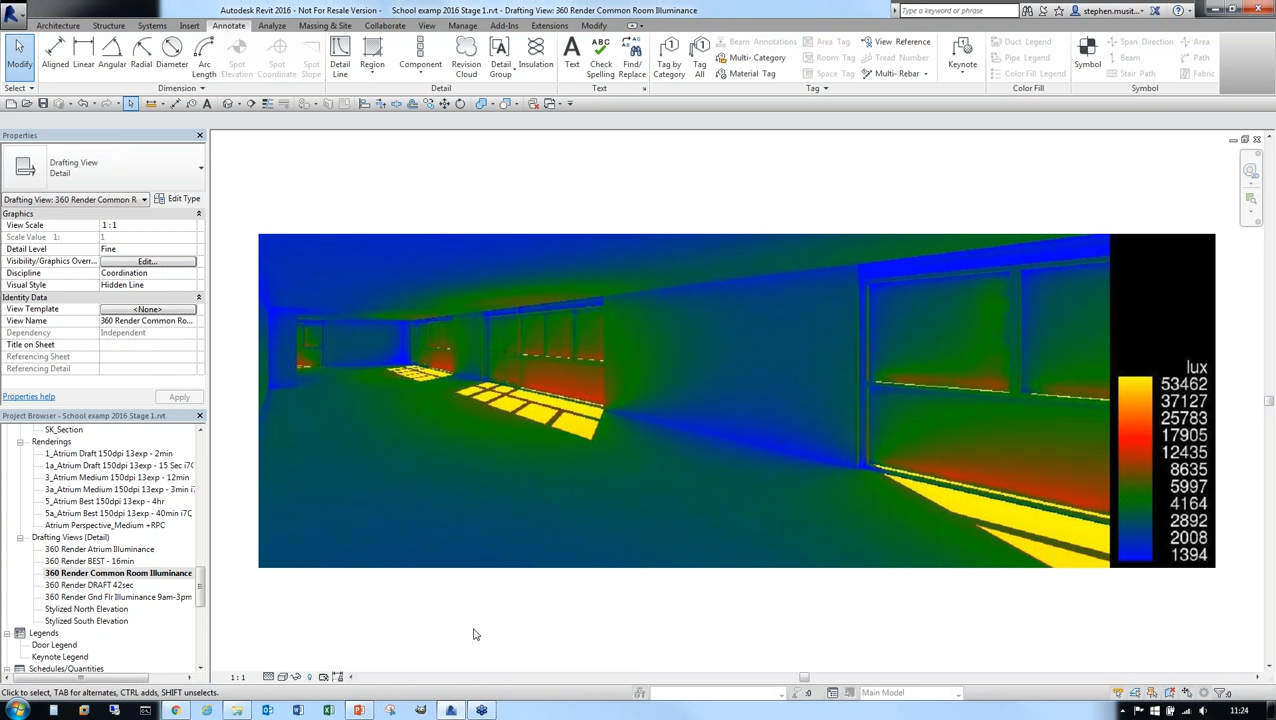 Autodesk Revit 2016 - Not For Resale Version - School examp 2016 Stage 1.rvt - Drafting View: 360 Render Common Room Illuminance
Type a keyword or phrase
stephen.musit...
Architecture Structure Systems Insert Annotate Analyze Massing & Site Collaborate View Manage Add-Ins Extensions Modify
Modify Aligned Linear Angular Radial Diameter Arc Length Spot Elevation Spot Coordinate Spot Slope Detail Line Region Component Revision Cloud Detail Group Insulation Text Check Spelling Find/ Replace Tag by Category Tag All Beam Annotations Multi- Category Material Tag Area Tag Room Tag Space Tag View Reference Tread Number Multi- Rebar Keynote Duct Legend Pipe Legend Color Fill Legend Symbol Span Direction Beam Stair Path Area Path Fabric
Select Dimension Detail Text Tag Color Fill Symbol
Properties
Drafting View
Detail
Drafting View: 360 Render Common R Edit Type
Graphics
View Scale 1 : 1
Scale Value 1: 1
Detail Level Fine
Visibility/Graphics Overr... Edit...
Discipline Coordination
Visual Style Hidden Line
Identity Data
View Template <None>
View Name 360 Render Common Ro...
Dependency Independent
Title on Sheet
Referencing Sheet
Referencing Detail
Properties help Apply
Project Browser - School examp 2016 Stage 1.rvt
SK_Section
Renderings
1_Atrium Draft 150dpi 13exp - 2min
1a_Atrium Draft 150dpi 13exp - 15 Sec i7(
3_Atrium Medium 150dpi 13exp - 12min
3a_Atrium Medium 150dpi 13exp - 3min i
5_Atrium Best 150dpi 13exp - 4hr
5a_Atrium Best 150dpi 13exp - 40min i7(
Atrium Perspective_Medium +RPC
Drafting Views (Detail)
360 Render Atrium Illuminance
360 Render BEST - 16min
360 Render Common Room Illuminance
360 Render DRAFT 42sec
360 Render Gnd Flr Illuminance 9am-3pm
Stylized North Elevation
Stylized South Elevation
Legends
Door Legend
Keynote Legend
Schedules/Quantities
lux
53462
37127
25783
17905
12435
8635
5997
4164
2892
2008
1394
1 : 1
Click to select, TAB for alternates, CTRL adds, SHIFT unselects.
:0
Main Model
:0
11:24